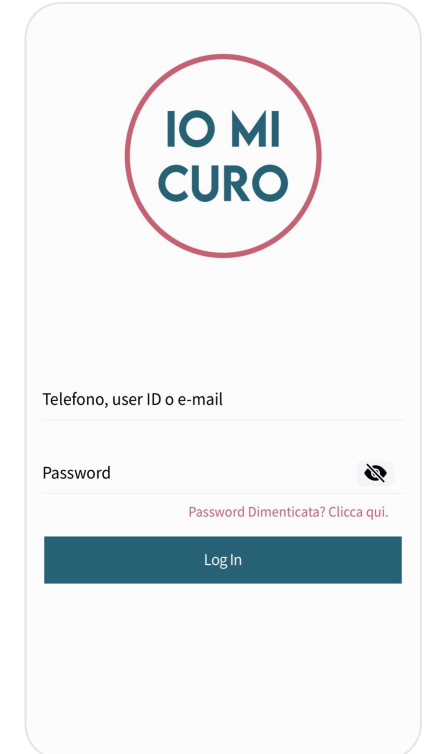 IO MI
CURO
Telefono, user ID o e-mail
Password
Password Dimenticata? Clicca qui.
Log In